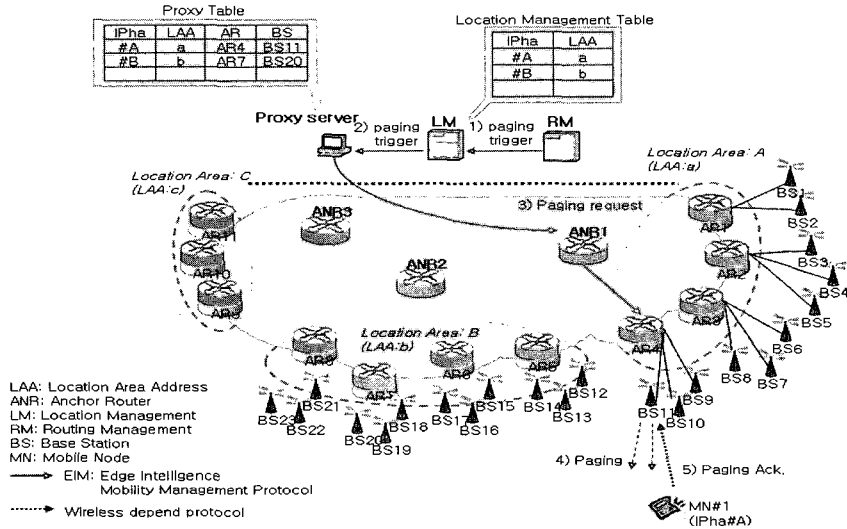 Proxy Table
IPha LAA AR BS
#A a AR4 BS11
#B b AR7 BS20
Location Management Table
IPha LAA
#A a
#B b
Proxy server
2) paging trigger
LM
1) paging trigger
RM
Location Area: C
(LAA:c)
Location Area: A
(LAA:a)
3) Paging request
ANR3
ANR1
ANR2
AR11
AR10
AR9
AR1
AR2
AR3
AR4
BS1
BS2
BS3
BS4
BS5
BS6
BS7
BS8
BS9
BS10
BS11
Location Area: B
(LAA:b)
AR8
AR7
AR6
AR5
BS12
BS13
BS14
BS15
BS16
BS17
BS18
BS19
BS20
BS21
BS22
BS23
LAA: Location Area Address
ANR: Anchor Router
LM: Location Management
RM: Routing Management
BS: Base Station
MN: Mobile Node
EIM: Edge Intelligence
Mobility Management Protocol
Wireless depend protocol
4) Paging
5) Paging Ack.
MN#1
(IPha#A)